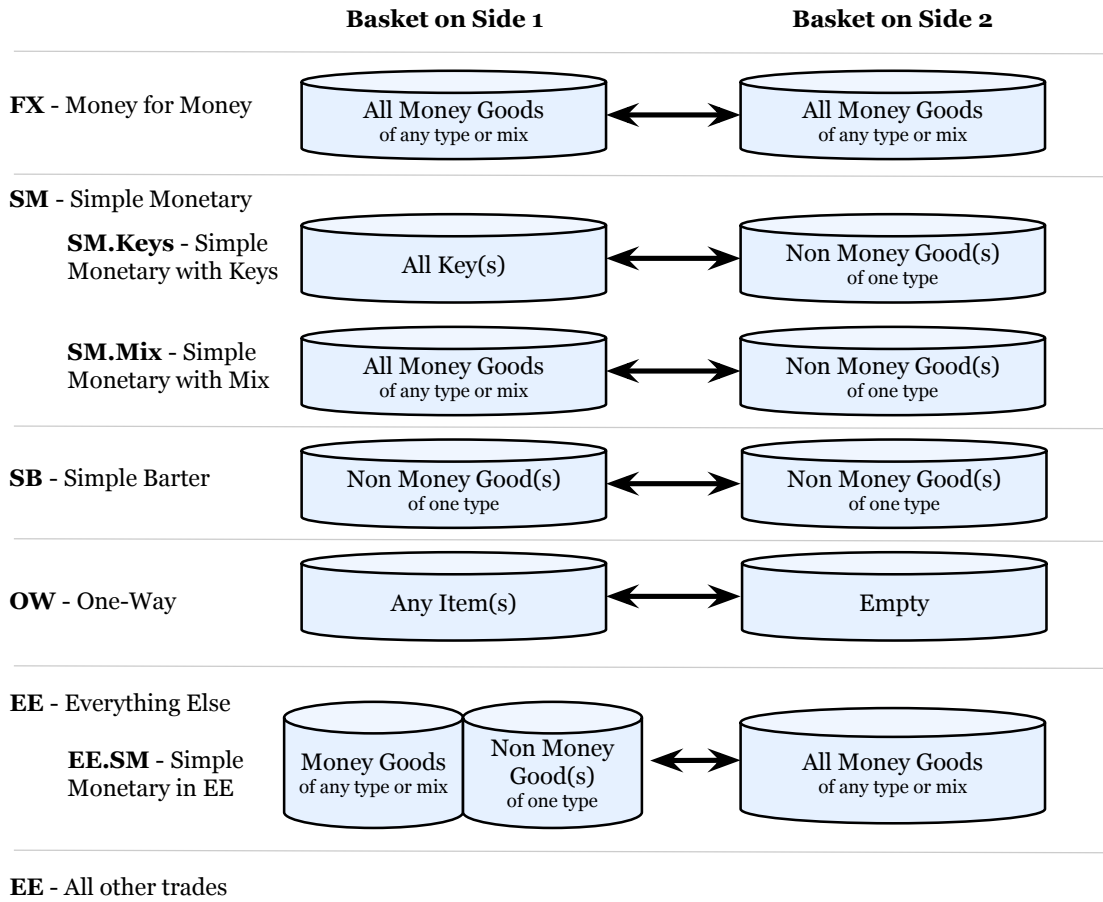 Basket on Side 1
Basket on Side 2
FX - Money for Money
All Money Goods
of any type or mix
All Money Goods
of any type or mix
SM - Simple Monetary
SM.Keys - Simple
Monetary with Keys
All Key(s)
Non Money Good(s)
of one type
SM.Mix - Simple
Monetary with Mix
All Money Goods
of any type or mix
Non Money Good(s)
of one type
SB - Simple Barter
Non Money Good(s)
of one type
Non Money Good(s)
of one type
OW - One-Way
Any Item(s)
Empty
EE - Everything Else
EE.SM - Simple
Monetary in EE
Money Goods
of any type or mix
Non Money
Good(s)
of one type
All Money Goods
of any type or mix
EE - All other trades